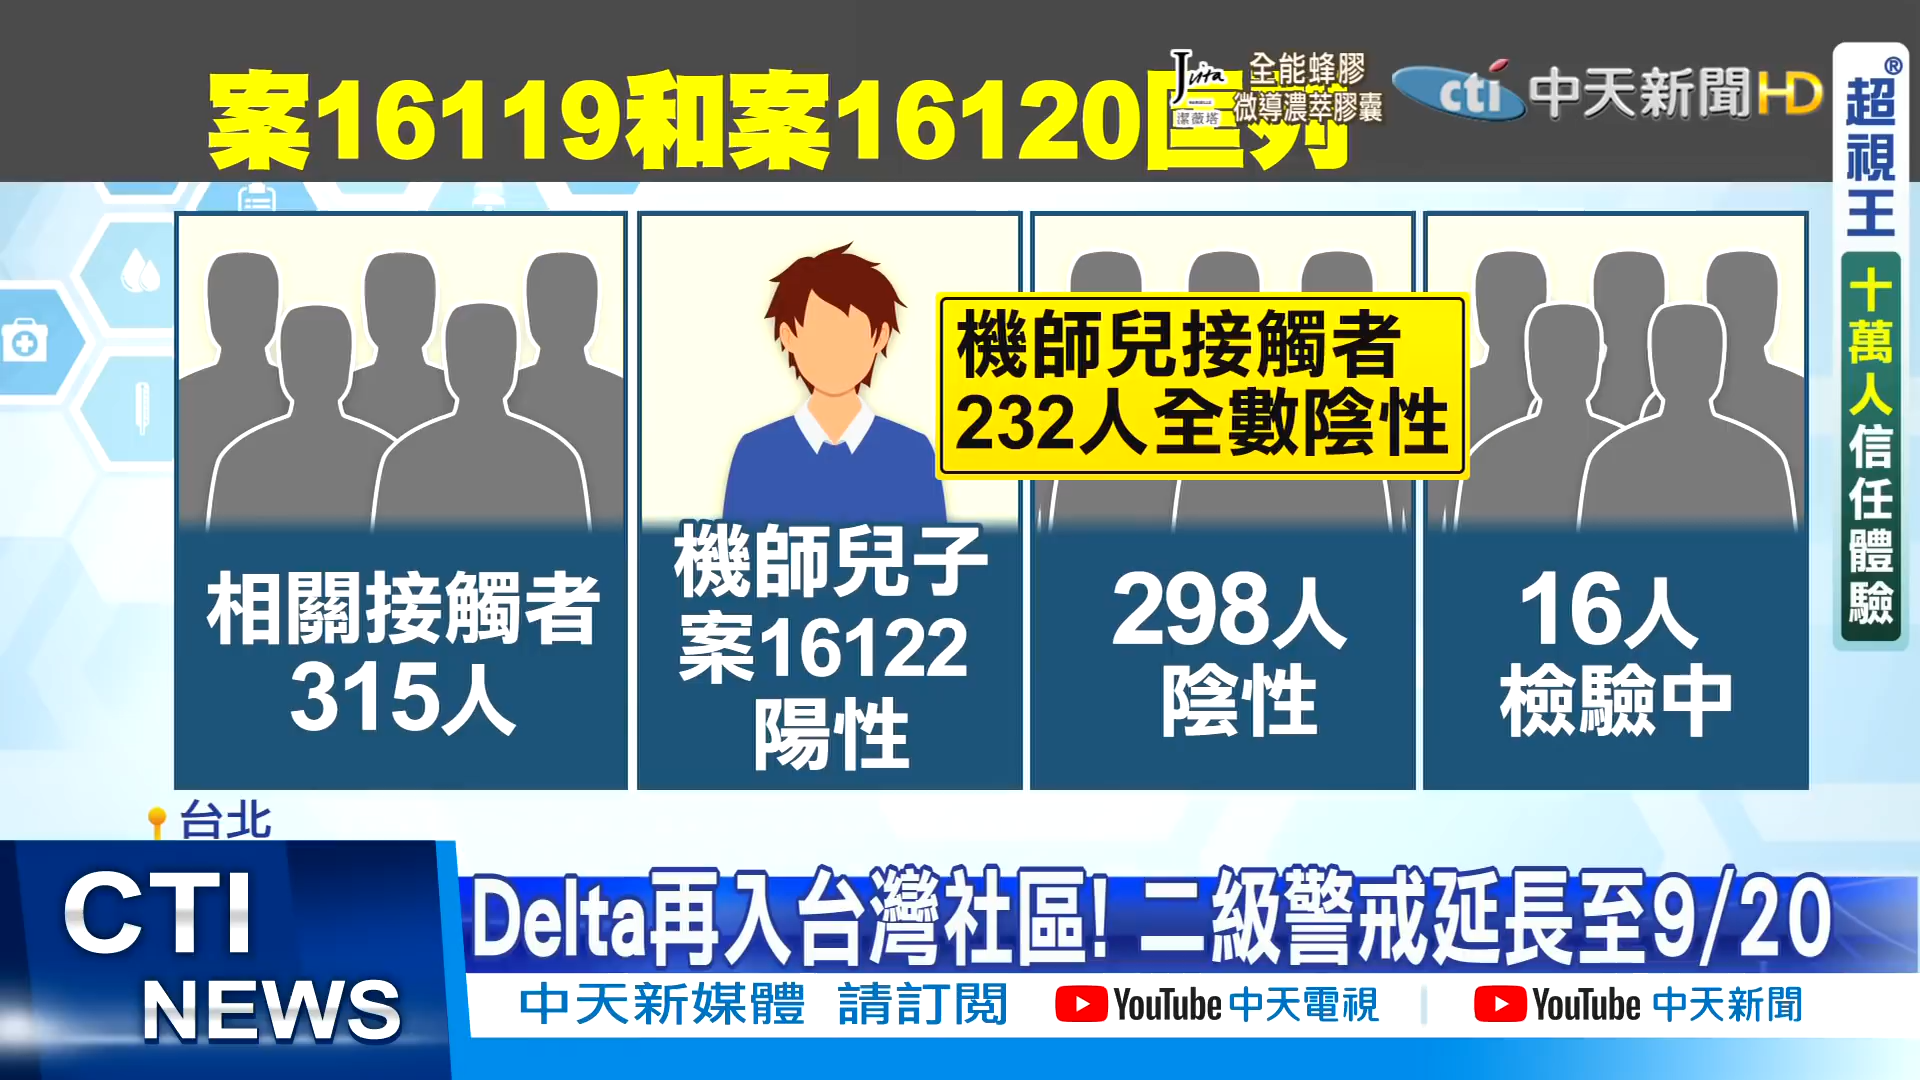 案16119和案16120匡列
Jvita
MARSEILLE
潔薇塔
全能蜂膠
微導濃萃膠囊
cti 中天新聞HD
超視王®
十萬人信任體驗
機師兒接觸者
232人全數陰性
相關接觸者
315人
機師兒子
案16122
陽性
298人
陰性
16人
檢驗中
台北
CTI
NEWS
Delta再入台灣社區! 二級警戒延長至9/20
中天新媒體 請訂閱 YouTube 中天電視 YouTube 中天新聞